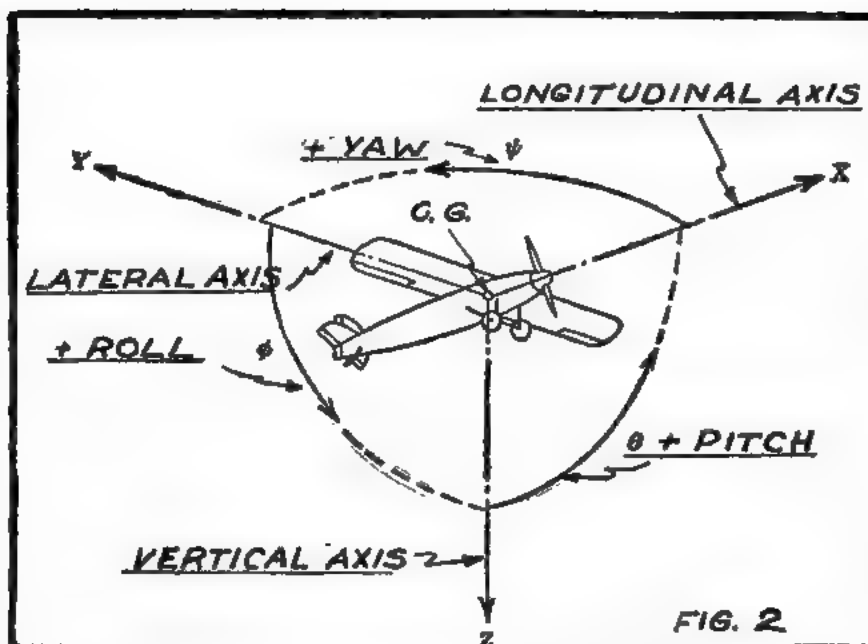 LONGITUDINAL AXIS
+ YAW ψ
Y
X
C. G.
LATERAL AXIS
+ ROLL
φ
θ + PITCH
VERTICAL AXIS
FIG. 2
Z